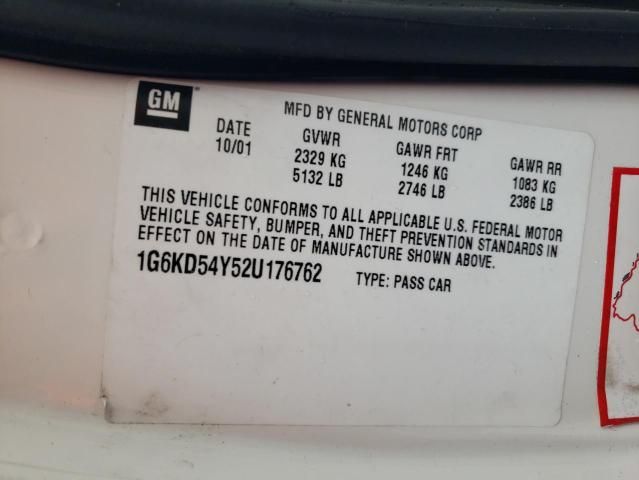 GM
MFD BY GENERAL MOTORS CORP
DATE GVWR GAWR FRT GAWR RR
10/01 2329 KG 1246 KG 1083 KG
5132 LB 2746 LB 2386 LB
THIS VEHICLE CONFORMS TO ALL APPLICABLE U.S. FEDERAL MOTOR
VEHICLE SAFETY, BUMPER, AND THEFT PREVENTION STANDARDS IN
EFFECT ON THE DATE OF MANUFACTURE SHOWN ABOVE.
1G6KD54Y52U176762 TYPE: PASS CAR